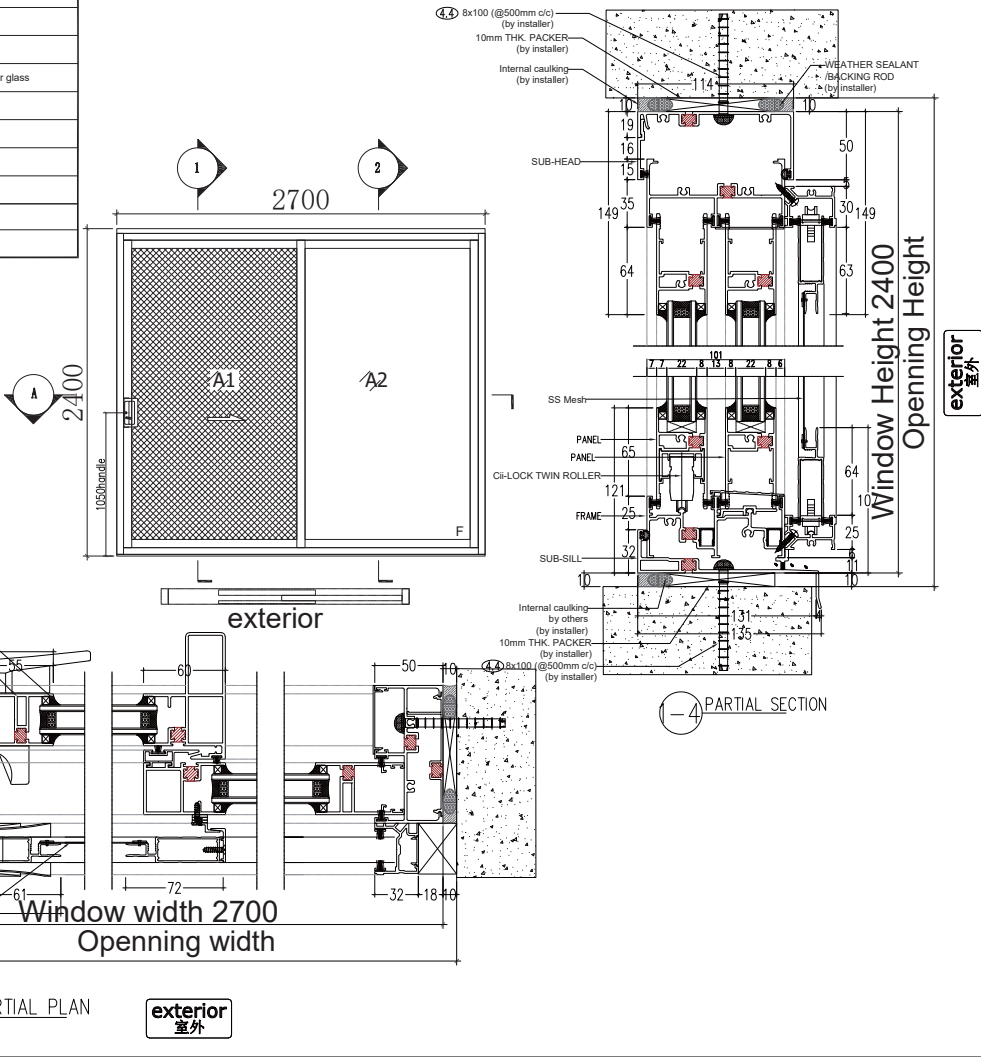 r glass
1
2
2700
2400
A
A1
A2
1050handle
F
exterior
4.4 8x100 (@500mm c/c)
(by installer)
10mm THK. PACKER
(by installer)
Internal caulking
(by installer)
WEATHER SEALANT
/BACKING ROD
(by installer)
114
10
10
19
16
15
35
149
64
50
30
149
63
SUB-HEAD
Window Height 2400
Openning Height
exterior
室外
101
7 7 22 8 13 8 22 8 6
SS Mesh
PANEL
PANEL
Cii-LOCK TWIN ROLLER
FRAME
SUB-SILL
65
121
25
32
64
25
11
10
10
Internal caulking
by others
(by installer)
10mm THK. PACKER
(by installer)
4.4 8x100 (@500mm c/c)
(by installer)
131
135
PARTIAL SECTION
55
60
50
10
61
72
32
18
10
Window width 2700
Openning width
RTIAL PLAN
exterior
室外